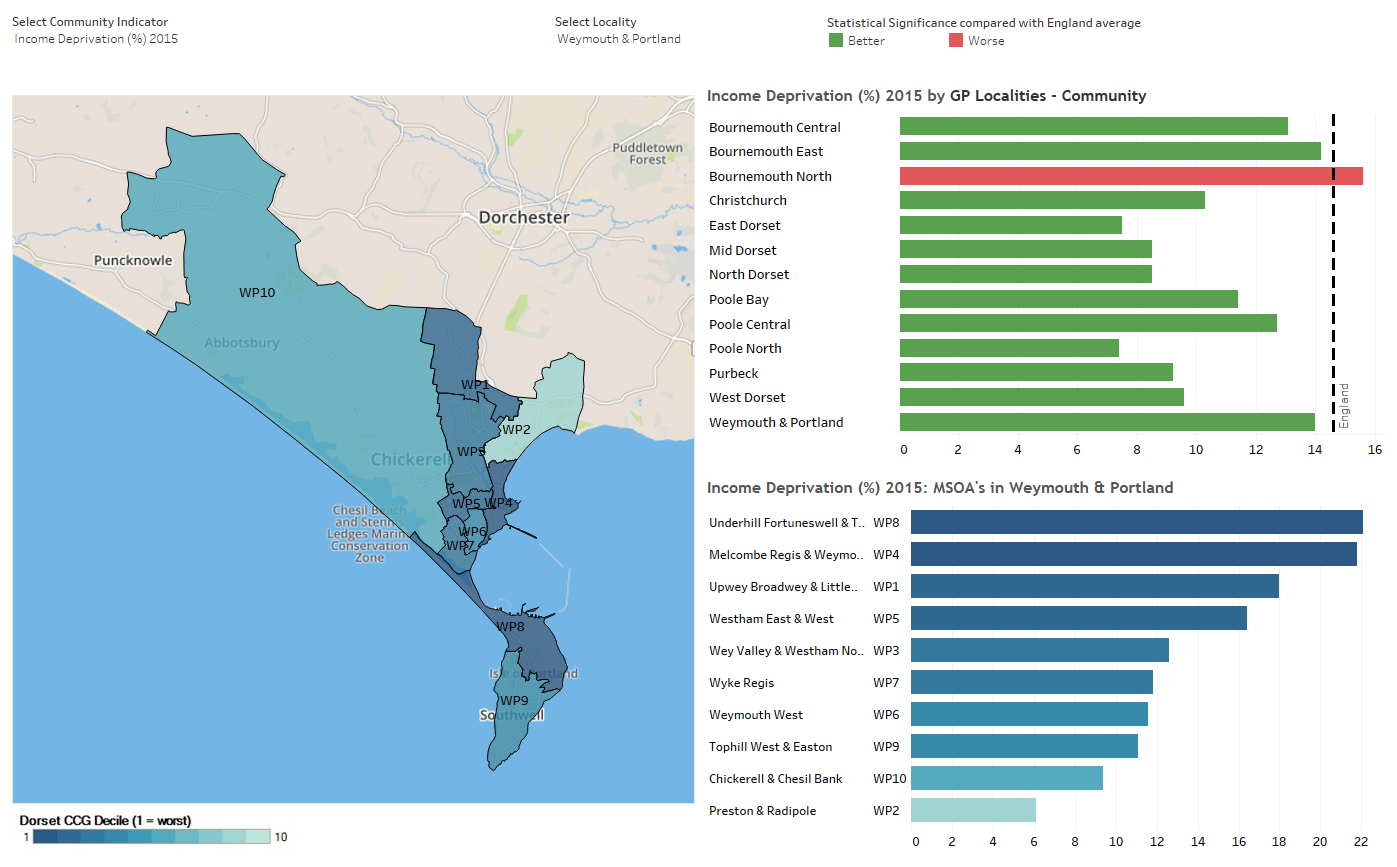 Select Community Indicator
Income Deprivation (%) 2015
Select Locality
Weymouth & Portland
Statistical Significance compared with England average
Better
Worse
Puddletown
Forest
Dorchester
Puncknowle
WP10
Abbotsbury
WP1
WP2
Chickerell
WP3
WP5
WP4
Chesil Beach
and Stennis
Ledges Marine
Conservation
Zone
WP6
WP7
WP8
Isle of Portland
WP9
Southwell
Dorset CCG Decile (1 = worst)
1
10
Income Deprivation (%) 2015 by GP Localities - Community
Bournemouth Central
Bournemouth East
Bournemouth North
Christchurch
East Dorset
Mid Dorset
North Dorset
Poole Bay
Poole Central
Poole North
Purbeck
West Dorset
Weymouth & Portland
England
0 2 4 6 8 10 12 14 16
Income Deprivation (%) 2015: MSOA's in Weymouth & Portland
Underhill Fortuneswell & T.. WP8
Melcombe Regis & Weymo.. WP4
Upwey Broadwey & Little.. WP1
Westham East & West WP5
Wey Valley & Westham No.. WP3
Wyke Regis WP7
Weymouth West WP6
Tophill West & Easton WP9
Chickerell & Chesil Bank WP10
Preston & Radipole WP2
0 2 4 6 8 10 12 14 16 18 20 22